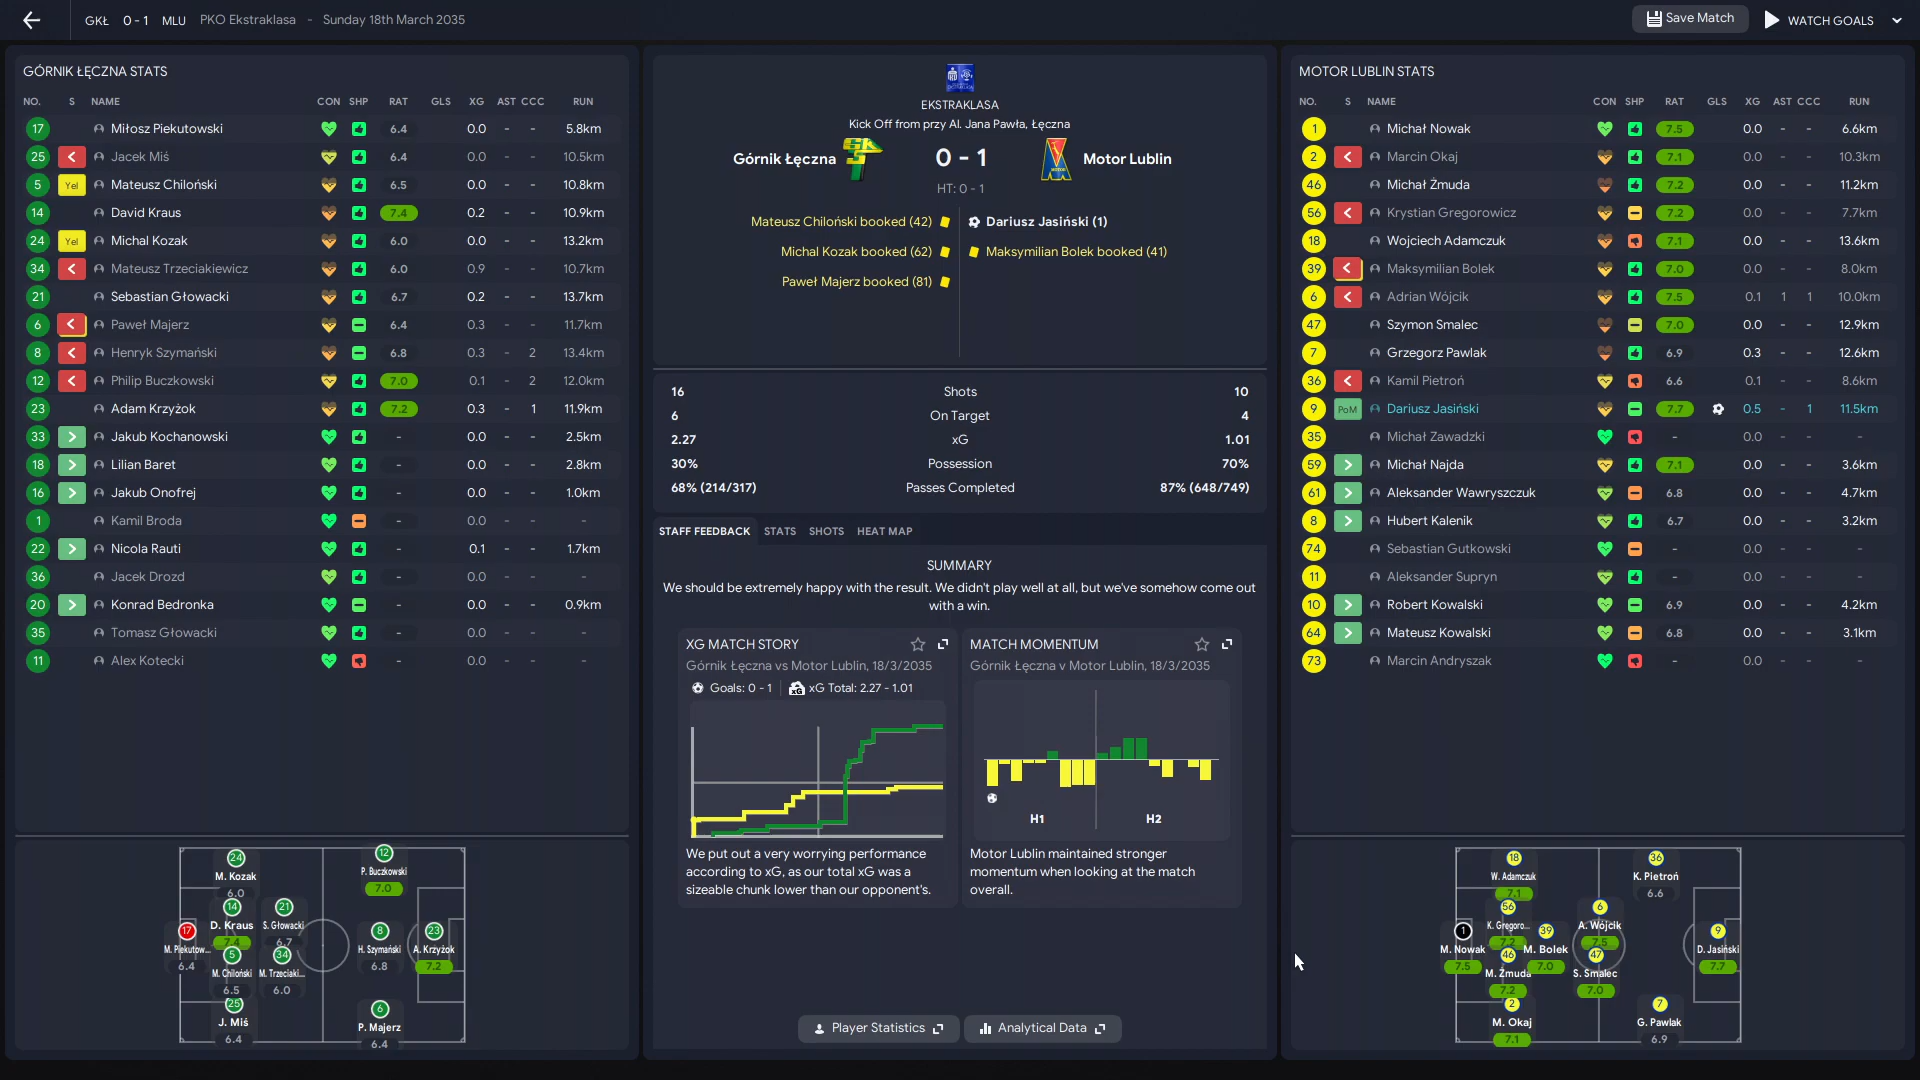 GKŁ 0 - 1 MLU PKO Ekstraklasa - Sunday 18th March 2035
Save Match
WATCH GOALS
GÓRNIK ŁĘCZNA STATS
NO. S NAME CON SHP RAT GLS XG AST CCC RUN
17 Miłosz Piekutowski 6.4 0.0 - - 5.8km
25 Jacek Miś 6.4 0.0 - - 10.5km
5 Yel Mateusz Chiloński 6.5 0.0 - - 10.8km
14 David Kraus 7.4 0.2 - - 10.9km
24 Yel Michal Kozak 6.0 0.0 - - 13.2km
34 Mateusz Trzeciakiewicz 6.0 0.9 - - 10.7km
21 Sebastian Głowacki 6.7 0.2 - - 13.7km
6 Paweł Majerz 6.4 0.3 - - 11.7km
8 Henryk Szymański 6.8 0.3 - 2 13.4km
12 Philip Buczkowski 7.0 0.1 - 2 12.0km
23 Adam Krzyżok 7.2 0.3 - 1 11.9km
33 Jakub Kochanowski - 0.0 - - 2.5km
18 Lilian Baret - 0.0 - - 2.8km
16 Jakub Onofrej - 0.0 - - 1.0km
1 Kamil Broda - 0.0 - - -
22 Nicola Rauti - 0.1 - - 1.7km
36 Jacek Drozd - 0.0 - - -
20 Konrad Bedronka - 0.0 - - 0.9km
35 Tomasz Głowacki - 0.0 - - -
11 Alex Kotecki - 0.0 - - -
24
M. Kozak
6.0
12
P. Buczkowski
7.0
14
D. Kraus
7.4
21
S. Głowacki
6.7
17
M. Piekutow...
6.4
8
H. Szymański
6.8
23
A. Krzyżok
7.2
5
M. Chiloński
6.5
34
M. Trzeciaki...
6.0
25
J. Miś
6.4
6
P. Majerz
6.4
EKSTRAKLASA
Kick Off from przy Al. Jana Pawła, Łęczna
Górnik Łęczna 0 - 1 Motor Lublin
HT: 0 - 1
Mateusz Chiloński booked (42)
Michal Kozak booked (62)
Paweł Majerz booked (81)
Dariusz Jasiński (1)
Maksymilian Bolek booked (41)
16 Shots 10
6 On Target 4
2.27 xG 1.01
30% Possession 70%
68% (214/317) Passes Completed 87% (648/749)
STAFF FEEDBACK STATS SHOTS HEAT MAP
SUMMARY
We should be extremely happy with the result. We didn't play well at all, but we've somehow come out
with a win.
XG MATCH STORY
Górnik Łęczna vs Motor Lublin, 18/3/2035
Goals: 0 - 1 xG xG Total: 2.27 - 1.01
We put out a very worrying performance
according to xG, as our total xG was a
sizeable chunk lower than our opponent's.
MATCH MOMENTUM
Górnik Łęczna v Motor Lublin, 18/3/2035
H1 H2
Motor Lublin maintained stronger
momentum when looking at the match
overall.
Player Statistics
Analytical Data
MOTOR LUBLIN STATS
NO. S NAME CON SHP RAT GLS XG AST CCC RUN
1 Michał Nowak 7.5 0.0 - - 6.6km
2 Marcin Okaj 7.1 0.0 - - 10.3km
46 Michał Żmuda 7.2 0.0 - - 11.2km
56 Krystian Gregorowicz 7.2 0.0 - - 7.7km
18 Wojciech Adamczuk 7.1 0.0 - - 13.6km
39 Maksymilian Bolek 7.0 0.0 - - 8.0km
6 Adrian Wójcik 7.5 0.1 1 1 10.0km
47 Szymon Smalec 7.0 0.0 - - 12.9km
7 Grzegorz Pawlak 6.9 0.3 - - 12.6km
36 Kamil Pietroń 6.6 0.1 - - 8.6km
9 PoM Dariusz Jasiński 7.7 0.5 - 1 11.5km
35 Michał Zawadzki - 0.0 - - -
59 Michał Najda 7.1 0.0 - - 3.6km
61 Aleksander Wawryszczuk 6.8 0.0 - - 4.7km
8 Hubert Kalenik 6.7 0.0 - - 3.2km
74 Sebastian Gutkowski - 0.0 - - -
11 Aleksander Supryn - 0.0 - - -
10 Robert Kowalski 6.9 0.0 - - 4.2km
64 Mateusz Kowalski 6.8 0.0 - - 3.1km
73 Marcin Andryszak - 0.0 - - -
18
W. Adamczuk
7.1
36
K. Pietroń
6.6
56
K. Gregoro...
7.2
6
A. Wójcik
7.5
1
M. Nowak
7.5
39
M. Bolek
7.0
9
D. Jasiński
7.7
46
M. Żmuda
7.2
47
S. Smalec
7.0
2
M. Okaj
7.1
7
G. Pawlak
6.9